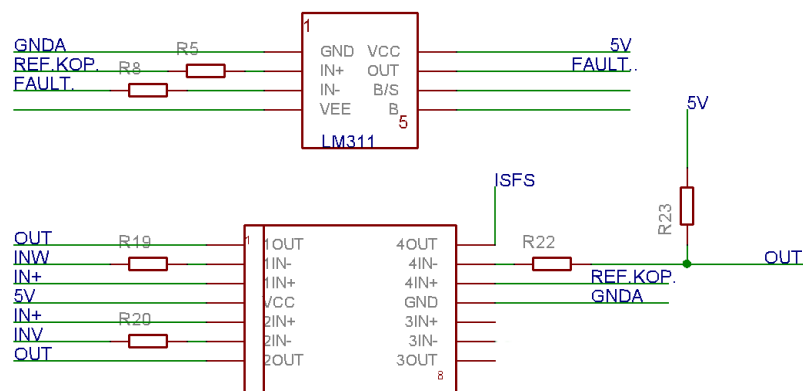 1
GNDA R5 GND VCC 5V
REF.KOP. IN+ OUT FAULT..
R8
FAULT. IN- B/S
VEE B
5
LM311
5V
ISFS
R23
1
OUT R19 1OUT 4OUT R22
INW 1IN- 4IN- OUT
IN+ 1IN+ 4IN+ REF.KOP.
5V VCC GND GNDA
IN+ R20 2IN+ 3IN+
INV 2IN- 3IN-
OUT 2OUT 3OUT
8